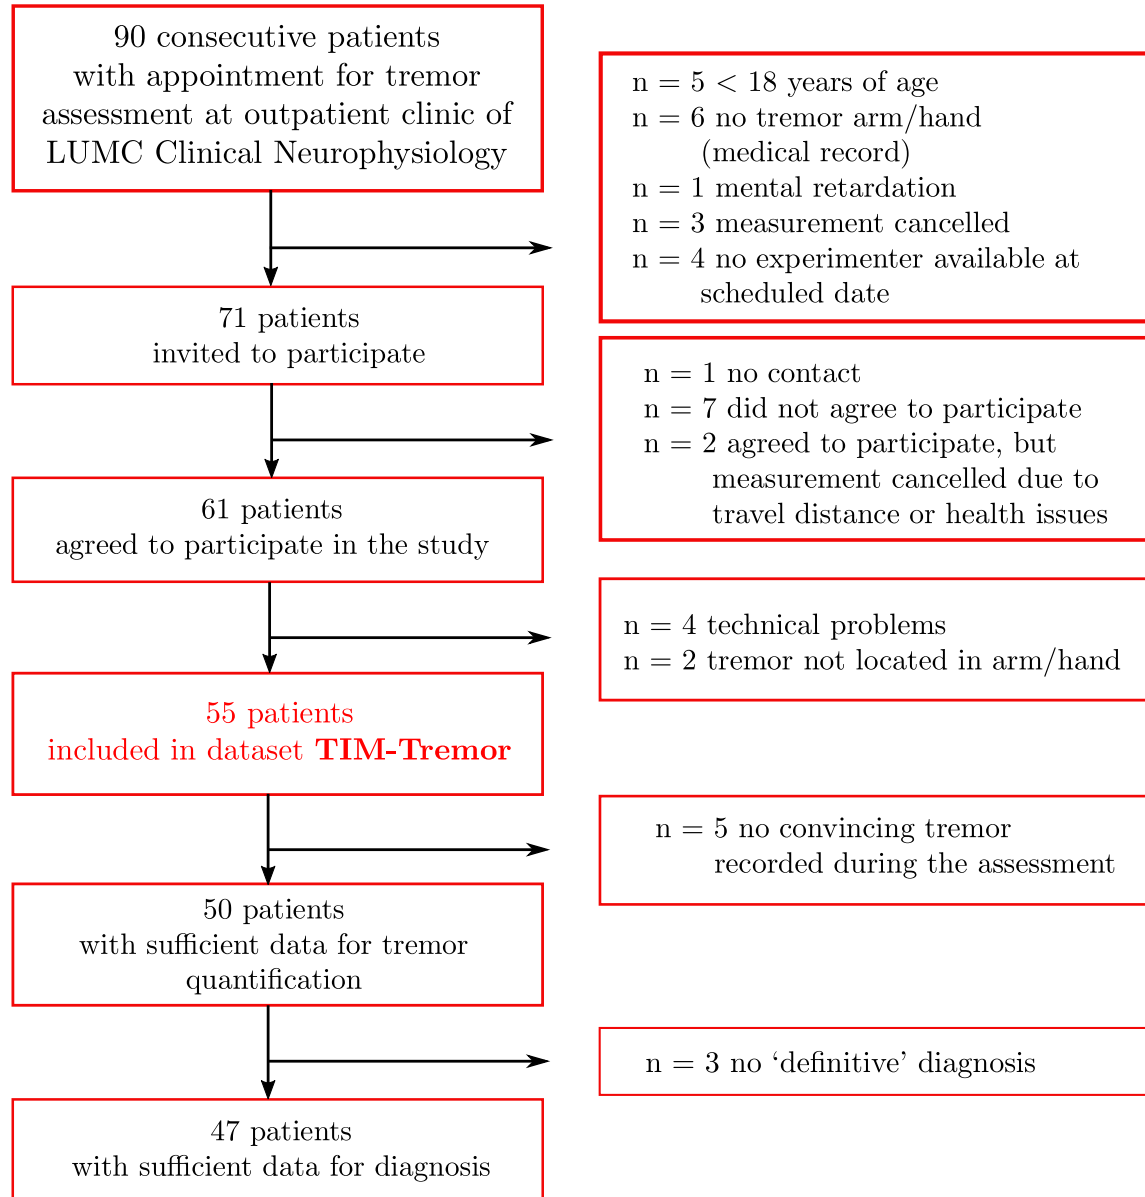 90 consecutive patients
with appointment for tremor
assessment at outpatient clinic of
LUMC Clinical Neurophysiology
n = 5 < 18 years of age
n = 6 no tremor arm/hand
(medical record)
n = 1 mental retardation
n = 3 measurement cancelled
n = 4 no experimenter available at
scheduled date
71 patients
invited to participate
n = 1 no contact
n = 7 did not agree to participate
n = 2 agreed to participate, but
measurement cancelled due to
travel distance or health issues
61 patients
agreed to participate in the study
n = 4 technical problems
n = 2 tremor not located in arm/hand
55 patients
included in dataset TIM-Tremor
n = 5 no convincing tremor
recorded during the assessment
50 patients
with sufficient data for tremor
quantification
n = 3 no ‘definitive’ diagnosis
47 patients
with sufficient data for diagnosis